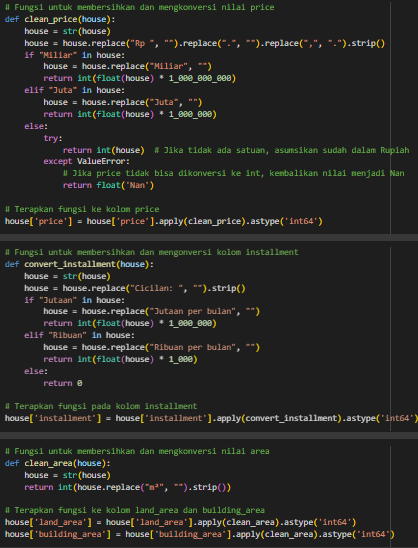 # Fungsi untuk membersihkan dan mengkonversi nilai price
def clean_price(house):
    house = str(house)
    house = house.replace("Rp ", "").replace(".", "").replace(",", ".").strip()
    if "Miliar" in house:
        house = house.replace("Miliar", "")
        return int(float(house) * 1_000_000_000)
    elif "Juta" in house:
        house = house.replace("Juta", "")
        return int(float(house) * 1_000_000)
    else:
        try:
            return int(house)  # Jika tidak ada satuan, asumsikan sudah dalam Rupiah
        except ValueError:
            # Jika price tidak bisa dikonversi ke int, kembalikan nilai menjadi Nan
            return float('Nan')

# Terapkan fungsi ke kolom price
house['price'] = house['price'].apply(clean_price).astype('int64')

# Fungsi untuk membersihkan dan mengonversi kolom installment
def convert_installment(house):
    house = str(house)
    house = house.replace("Cicilan: ", "").strip()
    if "Jutaan" in house:
        house = house.replace("Jutaan per bulan", "")
        return int(float(house) * 1_000_000)
    elif "Ribuan" in house:
        house = house.replace("Ribuan per bulan", "")
        return int(float(house) * 1_000)
    else:
        return 0

# Terapkan fungsi pada kolom installment
house['installment'] = house['installment'].apply(convert_installment).astype('int64')

# Fungsi untuk membersihkan dan mengkonversi nilai area
def clean_area(house):
    house = str(house)
    return int(house.replace("m²", "").strip())

# Terapkan fungsi ke kolom land_area dan building_area
house['land_area'] = house['land_area'].apply(clean_area).astype('int64')
house['building_area'] = house['building_area'].apply(clean_area).astype('int64')